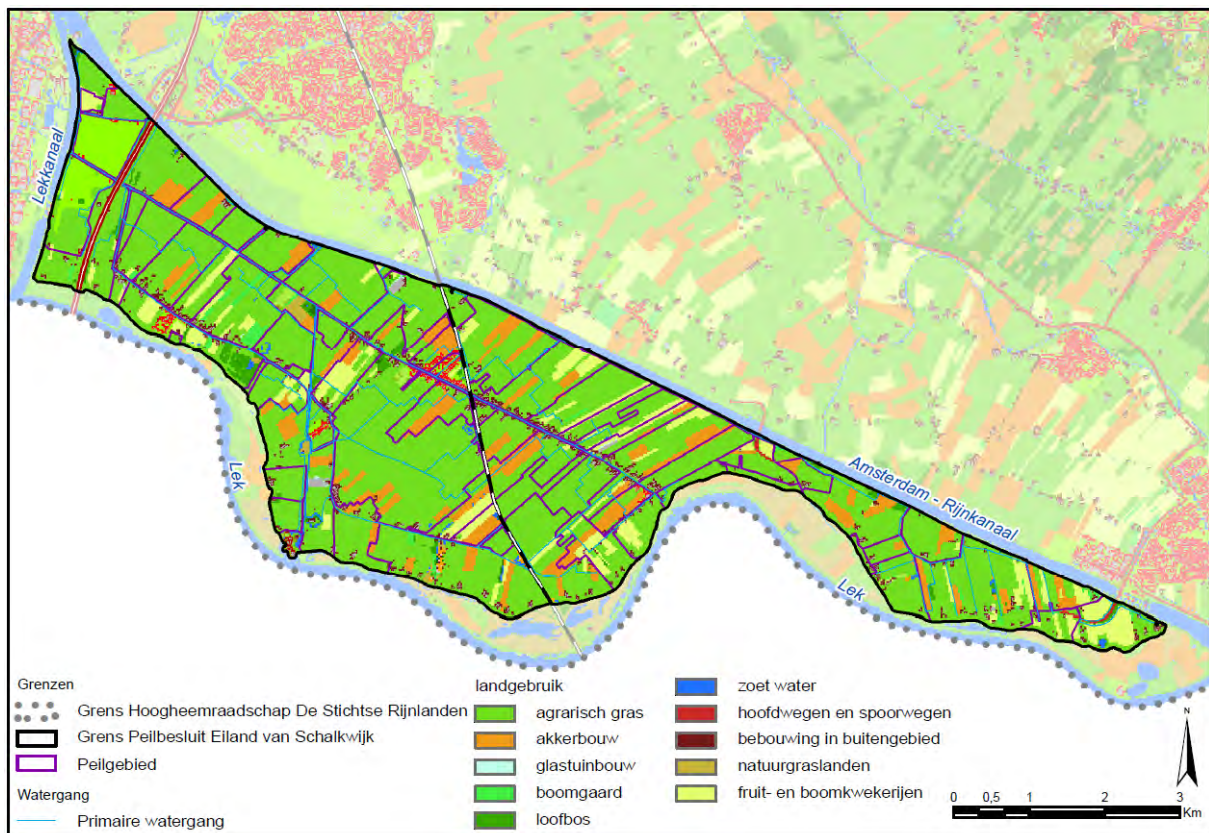 Lekkanaal
Lek
Amsterdam - Rijnkanaal
Lek
Grenzen
Grens Hoogheemraadschap De Stichtse Rijnlanden
Grens Peilbesluit Eiland van Schalkwijk
Peilgebied
Watergang
Primaire watergang
landgebruik
agrarisch gras
akkerbouw
glastuinbouw
boomgaard
loofbos
zoet water
hoofdwegen en spoorwegen
bebouwing in buitengebied
natuurgraslanden
fruit- en boomkwekerijen
N
0 0,5 1 2 3
Km